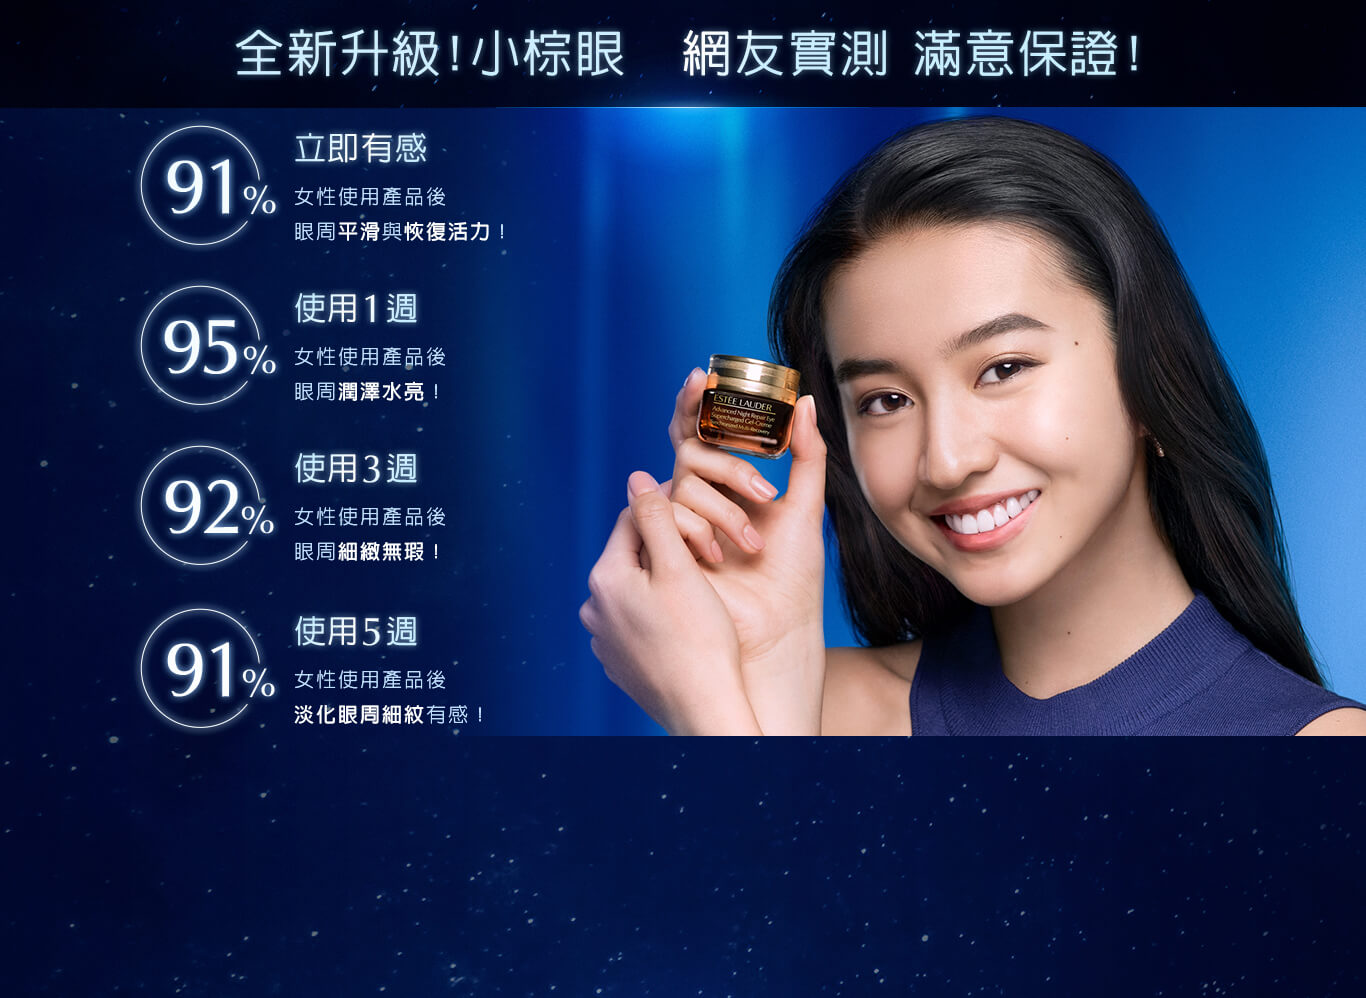 全新升級!小棕眼 網友實測 滿意保證!
91%
立即有感
女性使用產品後
眼周平滑與恢復活力！
95%
使用1週
女性使用產品後
眼周潤澤水亮！
92%
使用3週
女性使用產品後
眼周細緻無瑕！
91%
使用5週
女性使用產品後
淡化眼周細紋有感！
ESTĒE LAUDER
Advanced Night Repair Eye
Supercharged Gel-Creme
Synchronized Multi-Recovery